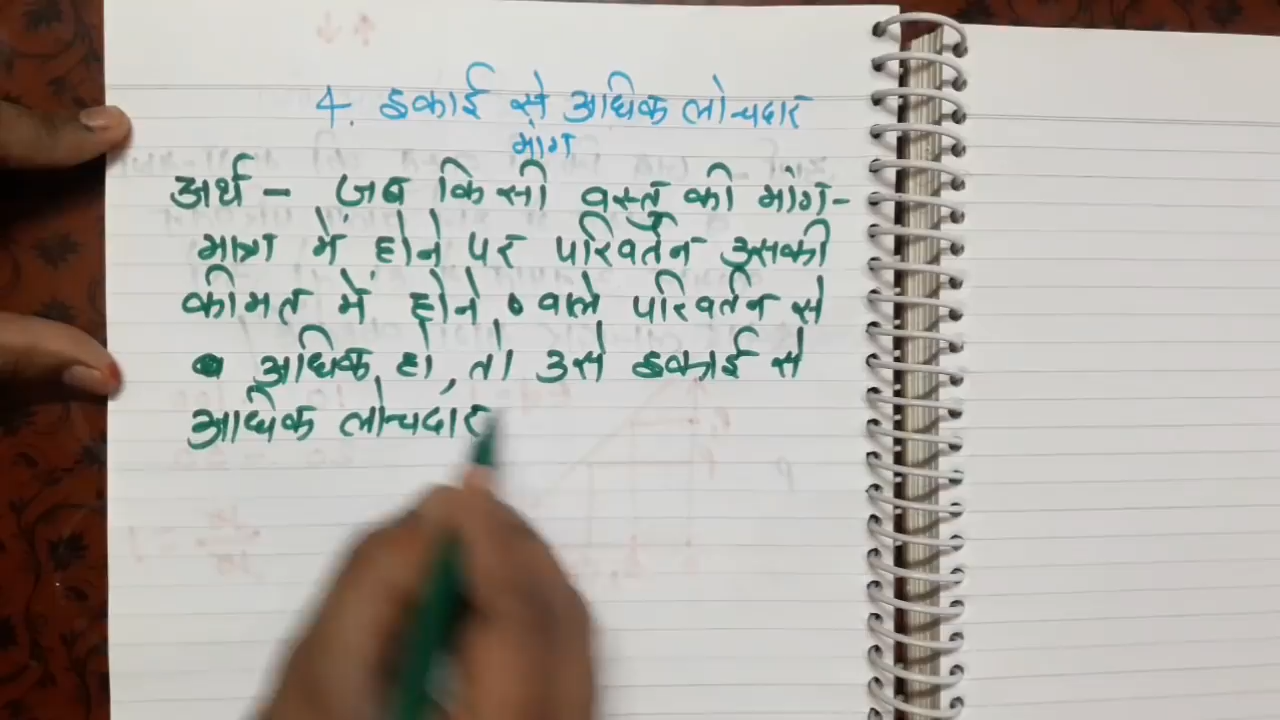 4. इकाई से अधिक लोचदार
मांग
अर्थ - जब किसी वस्तु की मांग-
मात्रा में होने पर परिवर्तन उसकी
कीमत में होने वाले परिवर्तन से
अधिक हो, तो उसे इकाई से
अधिक लोचदार